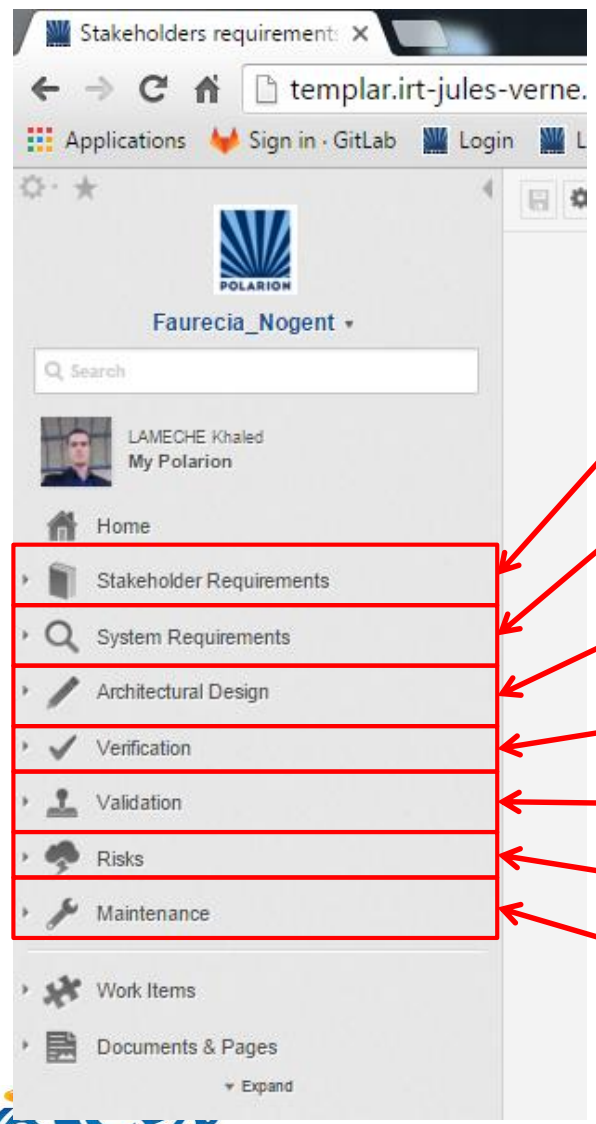 Stakeholders requirement
templar.irt-jules-verne.
Applications Sign in · GitLab Login L
POLARION
Faurecia_Nogent
Search
LAMECHE Khaled
My Polarion
Home
Stakeholder Requirements
System Requirements
Architectural Design
Verification
Validation
Risks
Maintenance
Work Items
Documents & Pages
Expand